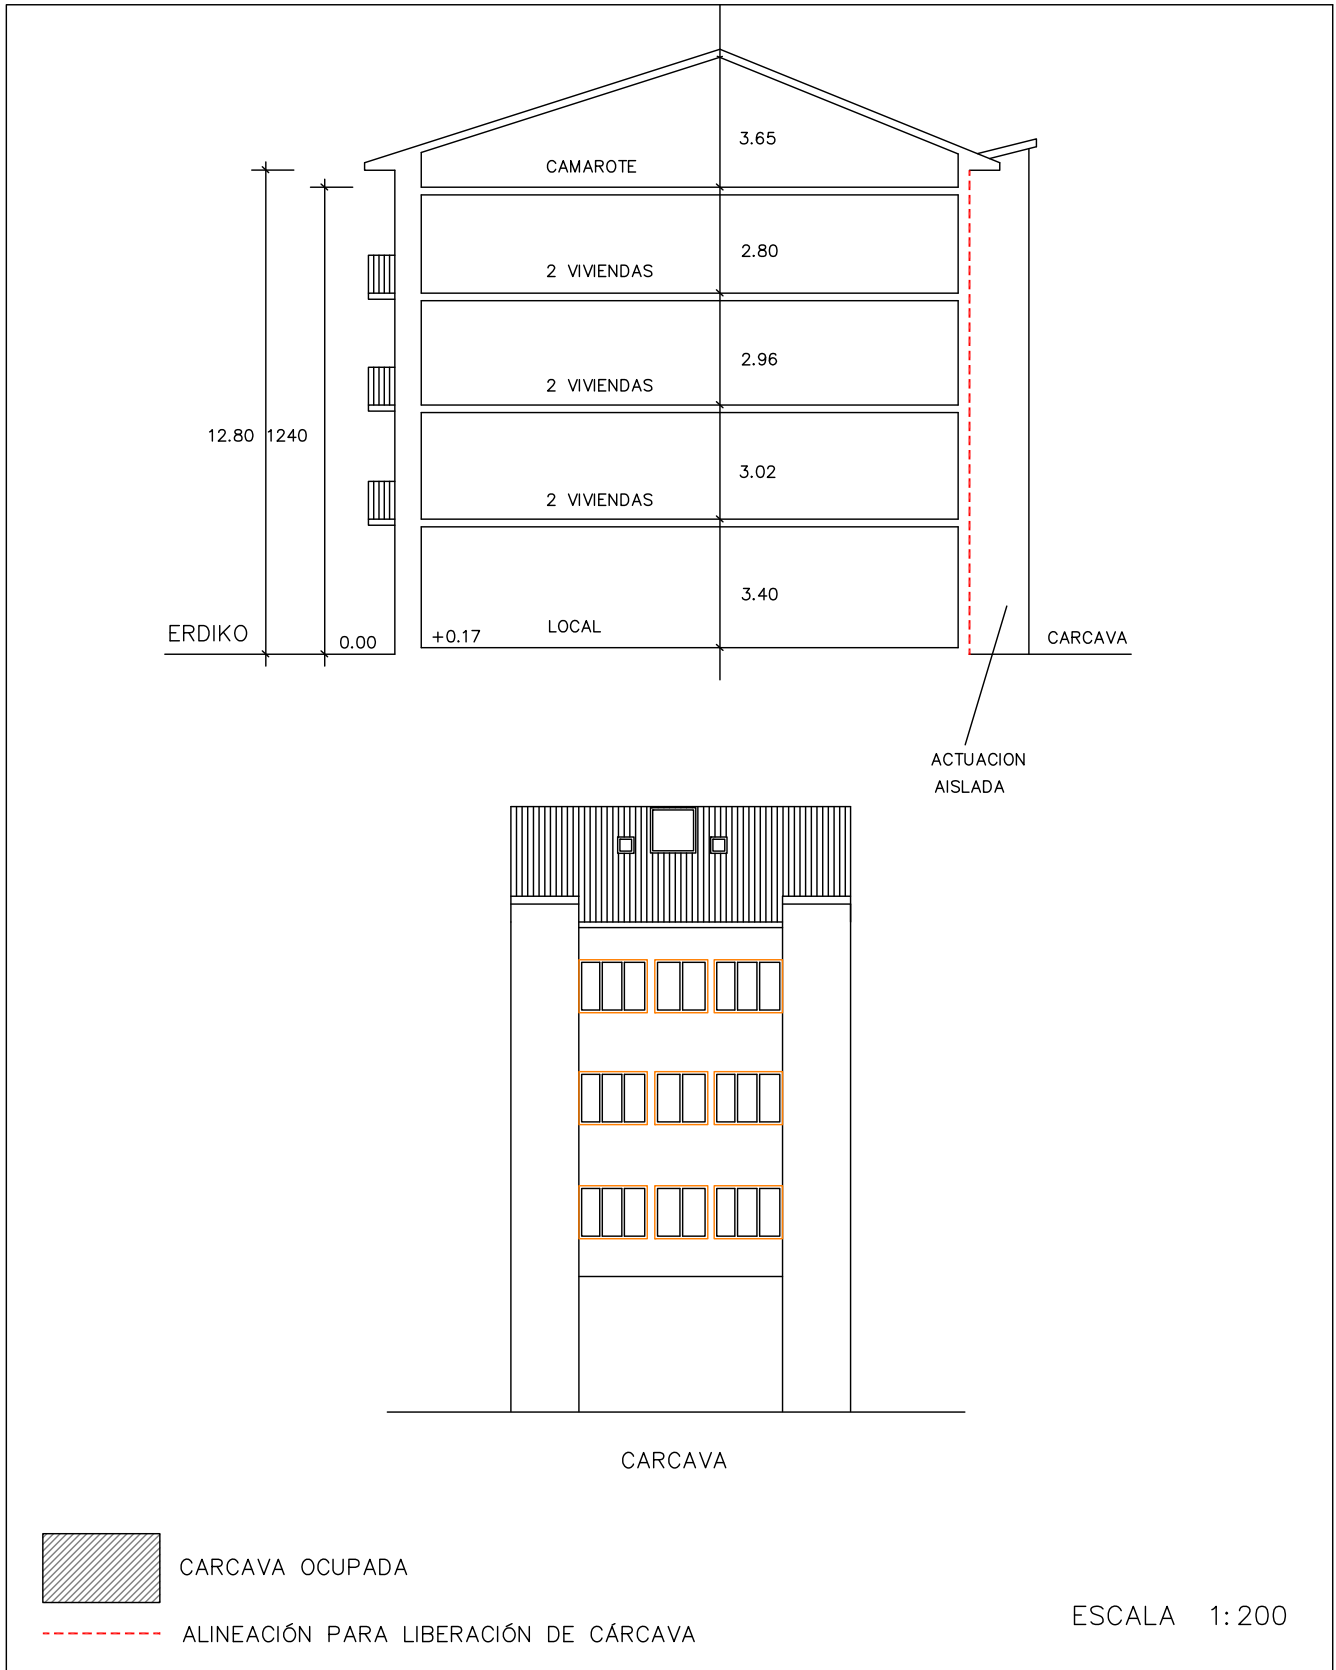 3.65
CAMAROTE
2.80
2 VIVIENDAS
2.96
2 VIVIENDAS
12.80 1240
3.02
2 VIVIENDAS
3.40
ERDIKO
0.00
+0.17
LOCAL
CARCAVA
ACTUACION
AISLADA
CARCAVA
CARCAVA OCUPADA
ALINEACIÓN PARA LIBERACIÓN DE CÁRCAVA
ESCALA 1:200